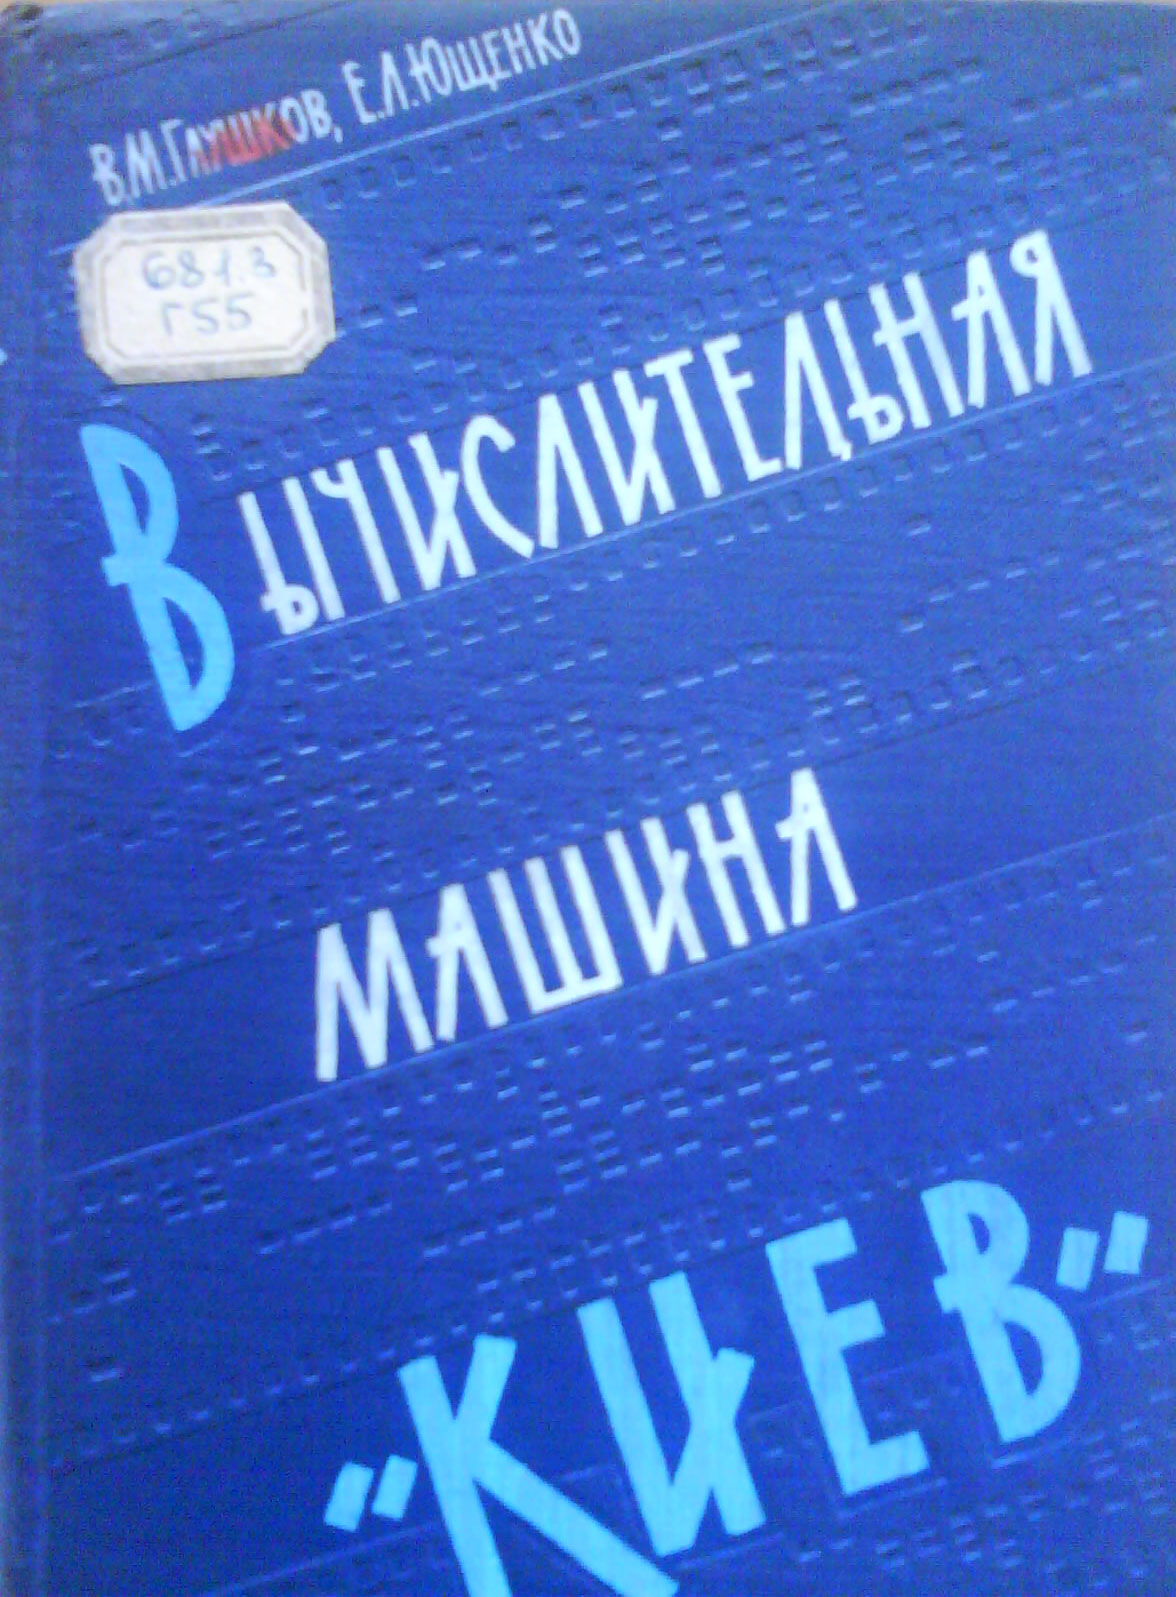 В.М.Глушков, Е.Л.Ющенко
681.3
Г55
Вычислительная
машина
"Киев"